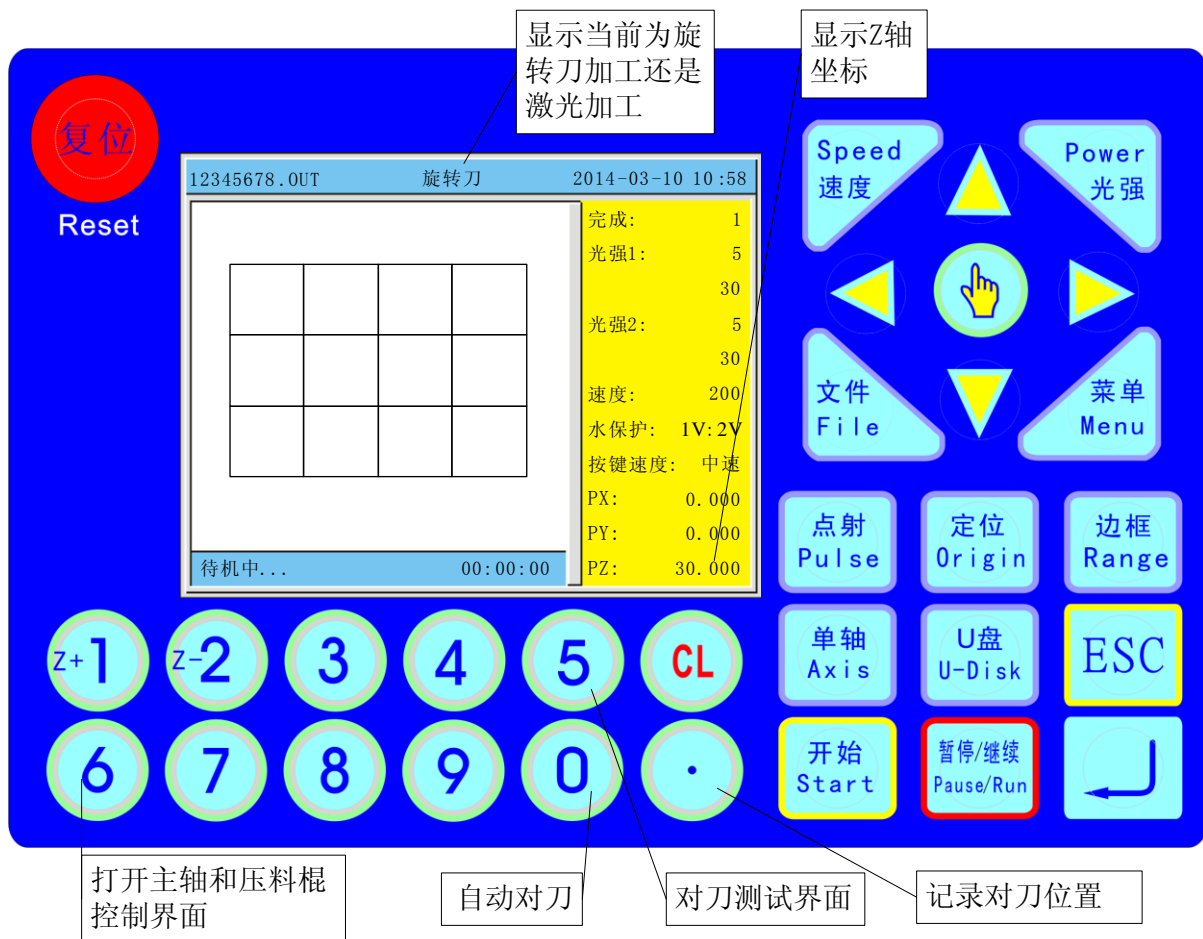 显示当前为旋
转刀加工还是
激光加工
显示Z轴
坐标
复位
Reset
12345678.OUT 旋转刀 2014-03-10 10:58
完成: 1
光强1: 5
30
光强2: 5
30
速度: 200
水保护: 1V:2V
按键速度: 中速
PX: 0.000
PY: 0.000
PZ: 30.000
待机中... 00:00:00
Speed
速度
Power
光强
文件
File
菜单
Menu
点射
Pulse
定位
Origin
边框
Range
单轴
Axis
U盘
U-Disk
ESC
开始
Start
暂停/继续
Pause/Run
Z+1 Z-2 3 4 5 CL
6 7 8 9 0 ·
打开主轴和压料棍
控制界面
自动对刀
对刀测试界面
记录对刀位置